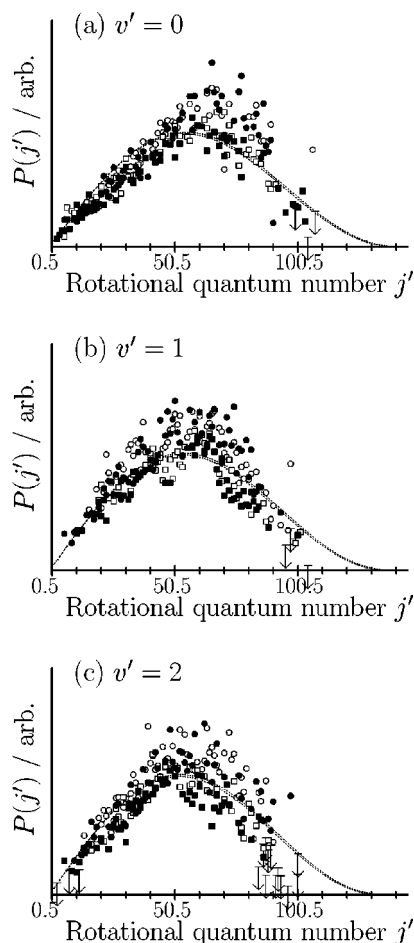 (a) v′ = 0
P(j′) / arb.
0.5 50.5 100.5
Rotational quantum number j′
(b) v′ = 1
P(j′) / arb.
0.5 50.5 100.5
Rotational quantum number j′
(c) v′ = 2
P(j′) / arb.
0.5 50.5 100.5
Rotational quantum number j′